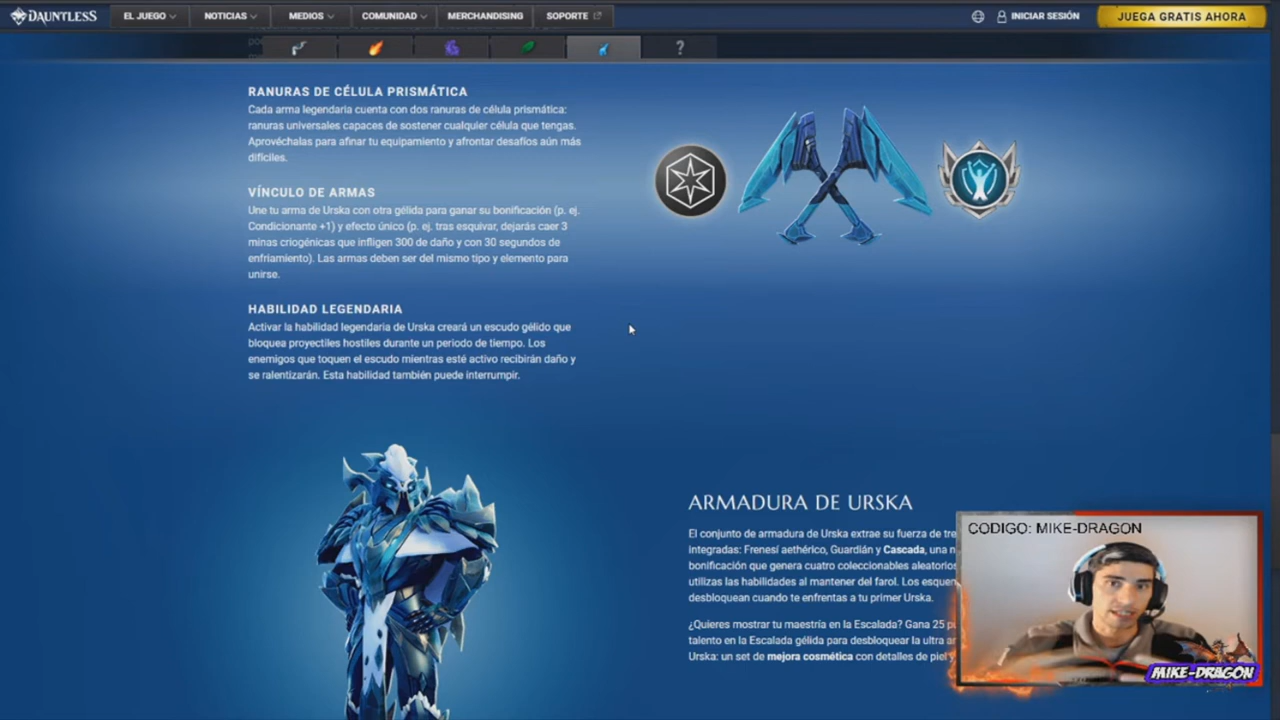 DAUNTLESS
EL JUEGO
NOTICIAS
MEDIOS
COMUNIDAD
MERCHANDISING
SOPORTE
INICIAR SESIÓN
JUEGA GRATIS AHORA
?
RANURAS DE CÉLULA PRISMÁTICA
Cada arma legendaria cuenta con dos ranuras de célula prismática:
ranuras universales capaces de sostener cualquier célula que tengas.
Aprovéchalas para afinar tu equipamiento y afrontar desafíos aún más
difíciles.
VÍNCULO DE ARMAS
Une tu arma de Urska con otra gélida para ganar su bonificación (p. ej.
Condicionante +1) y efecto único (p. ej. tras esquivar, dejarás caer 3
minas criogénicas que infligen 300 de daño y con 30 segundos de
enfriamiento). Las armas deben ser del mismo tipo y elemento para
unirse.
HABILIDAD LEGENDARIA
Activar la habilidad legendaria de Urska creará un escudo gélido que
bloquea proyectiles hostiles durante un periodo de tiempo. Los
enemigos que toquen el escudo mientras esté activo recibirán daño y
se ralentizarán. Esta habilidad también puede interrumpir.
ARMADURA DE URSKA
El conjunto de armadura de Urska extrae su fuerza de tre
integradas: Frenesí aethérico, Guardián y Cascada, una n
bonificación que genera cuatro coleccionables aleatorios
utilizas las habilidades al mantener del farol. Los esquen
desbloquean cuando te enfrentas a tu primer Urska.
¿Quieres mostrar tu maestría en la Escalada? Gana 25 p
talento en la Escalada gélida para desbloquear la ultra a
Urska: un set de mejora cosmética con detalles de piel y
CODIGO: MIKE-DRAGON
MIKE-DRAGON